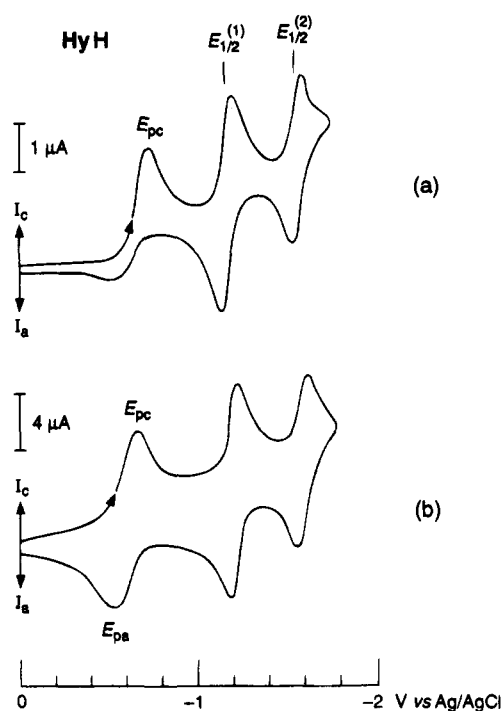 Hy H
E1/2(1)
E1/2(2)
Epc
1 μA
(a)
Ic
Ia
Epc
4 μA
(b)
Ic
Ia
Epa
0 −1 −2 V vs Ag/AgCl